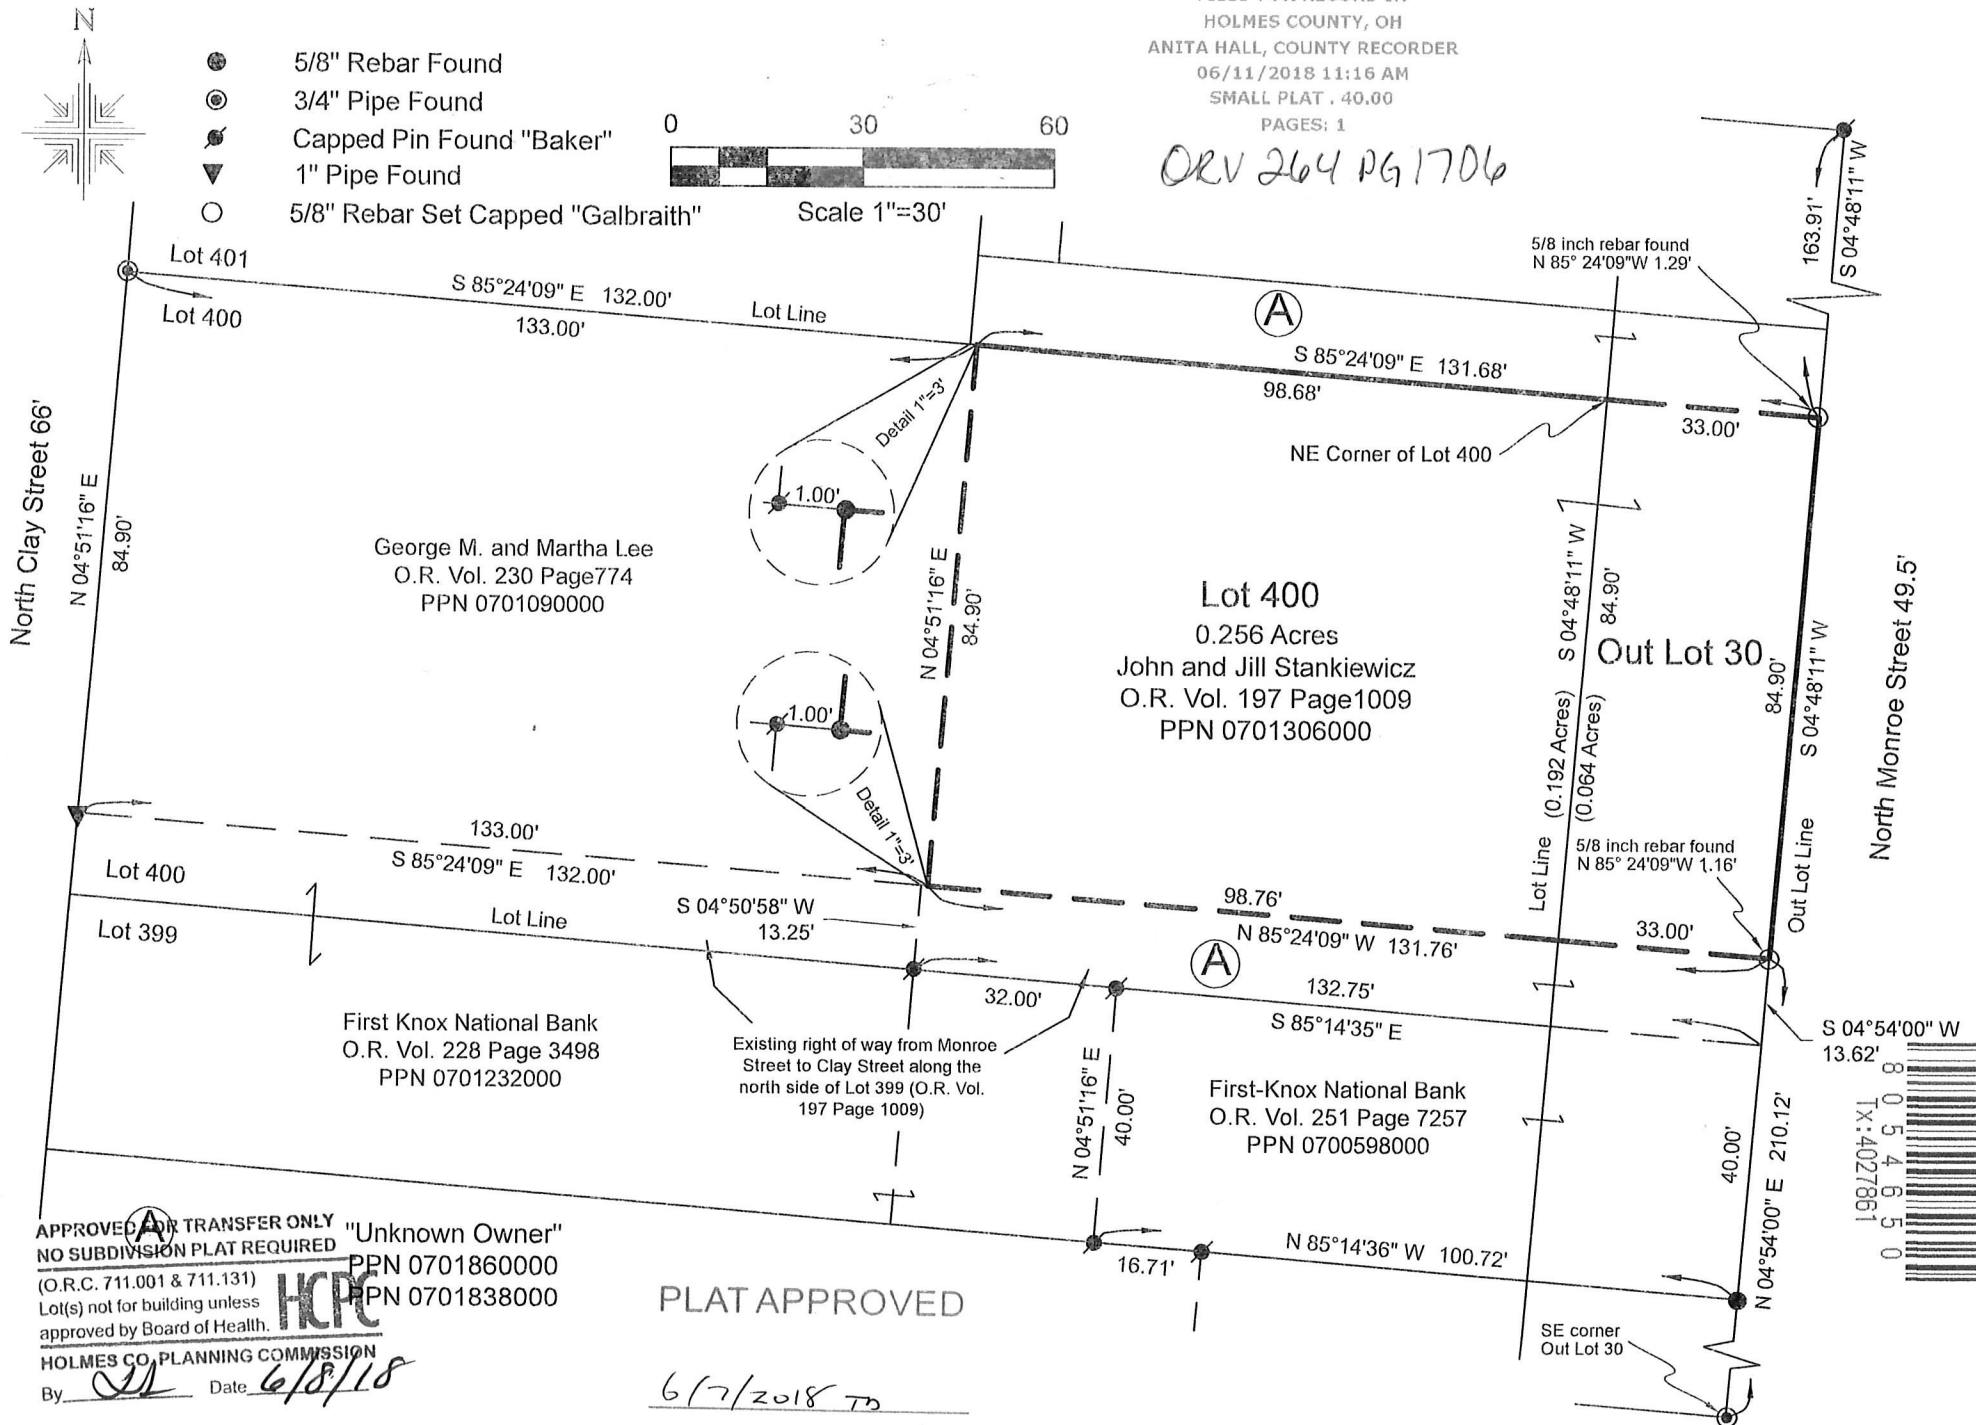 HOLMES COUNTY, OH
ANITA HALL, COUNTY RECORDER
06/11/2018 11:16 AM
SMALL PLAT . 40.00
PAGES: 1
ORV 264 PG 1706
N
5/8" Rebar Found
3/4" Pipe Found
Capped Pin Found "Baker"
1" Pipe Found
5/8" Rebar Set Capped "Galbraith"
0 30 60
Scale 1"=30'
163.91'
S 04°48'11" W
5/8 inch rebar found
N 85° 24'09"W 1.29'
Lot 401
Lot 400
S 85°24'09" E 132.00'
133.00'
Lot Line
A
S 85°24'09" E 131.68'
98.68'
33.00'
NE Corner of Lot 400
Detail 1"=3'
1.00'
North Clay Street 66'
N 04°51'16" E
84.90'
George M. and Martha Lee
O.R. Vol. 230 Page774
PPN 0701090000
N 04°51'16" E
84.90'
Lot 400
0.256 Acres
John and Jill Stankiewicz
O.R. Vol. 197 Page1009
PPN 0701306000
Lot Line (0.192 Acres) S 04°48'11" W
(0.064 Acres) 84.90'
Out Lot 30
84.90'
Out Lot Line S 04°48'11" W
North Monroe Street 49.5'
1.00'
Detail 1"=3'
5/8 inch rebar found
N 85° 24'09"W 1.16'
133.00'
S 85°24'09" E 132.00'
Lot 400
Lot 399
Lot Line
S 04°50'58" W
13.25'
98.76'
N 85°24'09" W 131.76'
33.00'
A
32.00'
132.75'
S 85°14'35" E
S 04°54'00" W
13.62'
First Knox National Bank
O.R. Vol. 228 Page 3498
PPN 0701232000
Existing right of way from Monroe
Street to Clay Street along the
north side of Lot 399 (O.R. Vol.
197 Page 1009)
N 04°51'16" E
40.00'
First-Knox National Bank
O.R. Vol. 251 Page 7257
PPN 0700598000
40.00'
N 04°54'00" E 210.12'
8054650
Tx:4027861
16.71'
N 85°14'36" W 100.72'
SE corner
Out Lot 30
A
APPROVED FOR TRANSFER ONLY
NO SUBDIVISION PLAT REQUIRED
(O.R.C. 711.001 & 711.131)
Lot(s) not for building unless
approved by Board of Health.
HCPC
HOLMES CO. PLANNING COMMISSION
By Date 6/8/18
"Unknown Owner"
PPN 0701860000
PPN 0701838000
PLAT APPROVED
6/7/2018